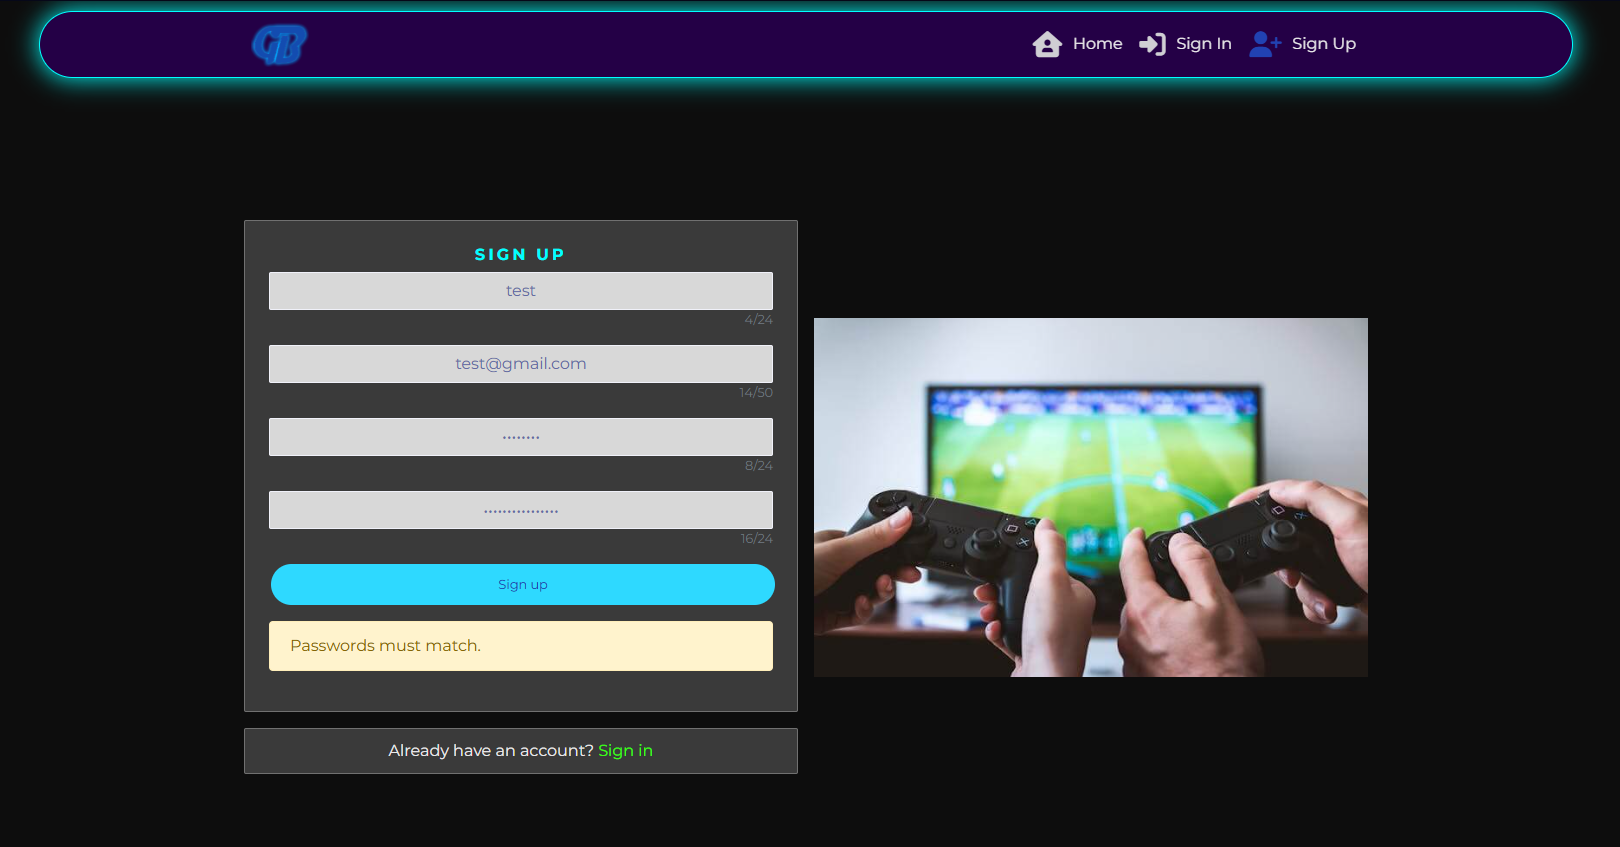 GB
Home
Sign In
Sign Up
SIGN UP
test
4/24
test@gmail.com
14/50
••••••••
8/24
••••••••••••••••
16/24
Sign up
Passwords must match.
Already have an account? Sign in